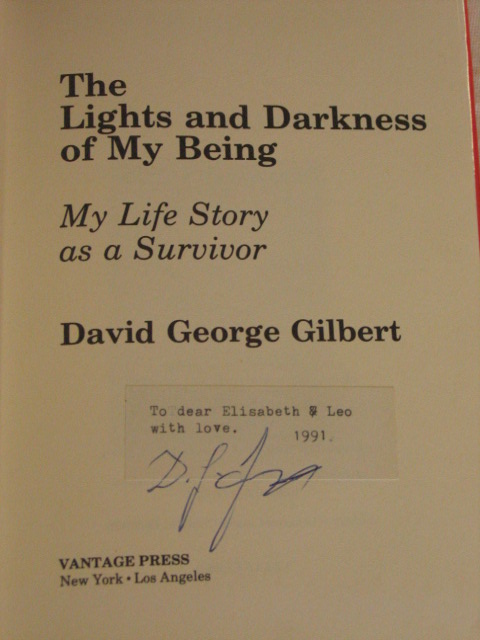 The
Lights and Darkness
of My Being
My Life Story
as a Survivor
David George Gilbert
To dear Elisabeth & Leo
with love. 1991.
VANTAGE PRESS
New York • Los Angeles